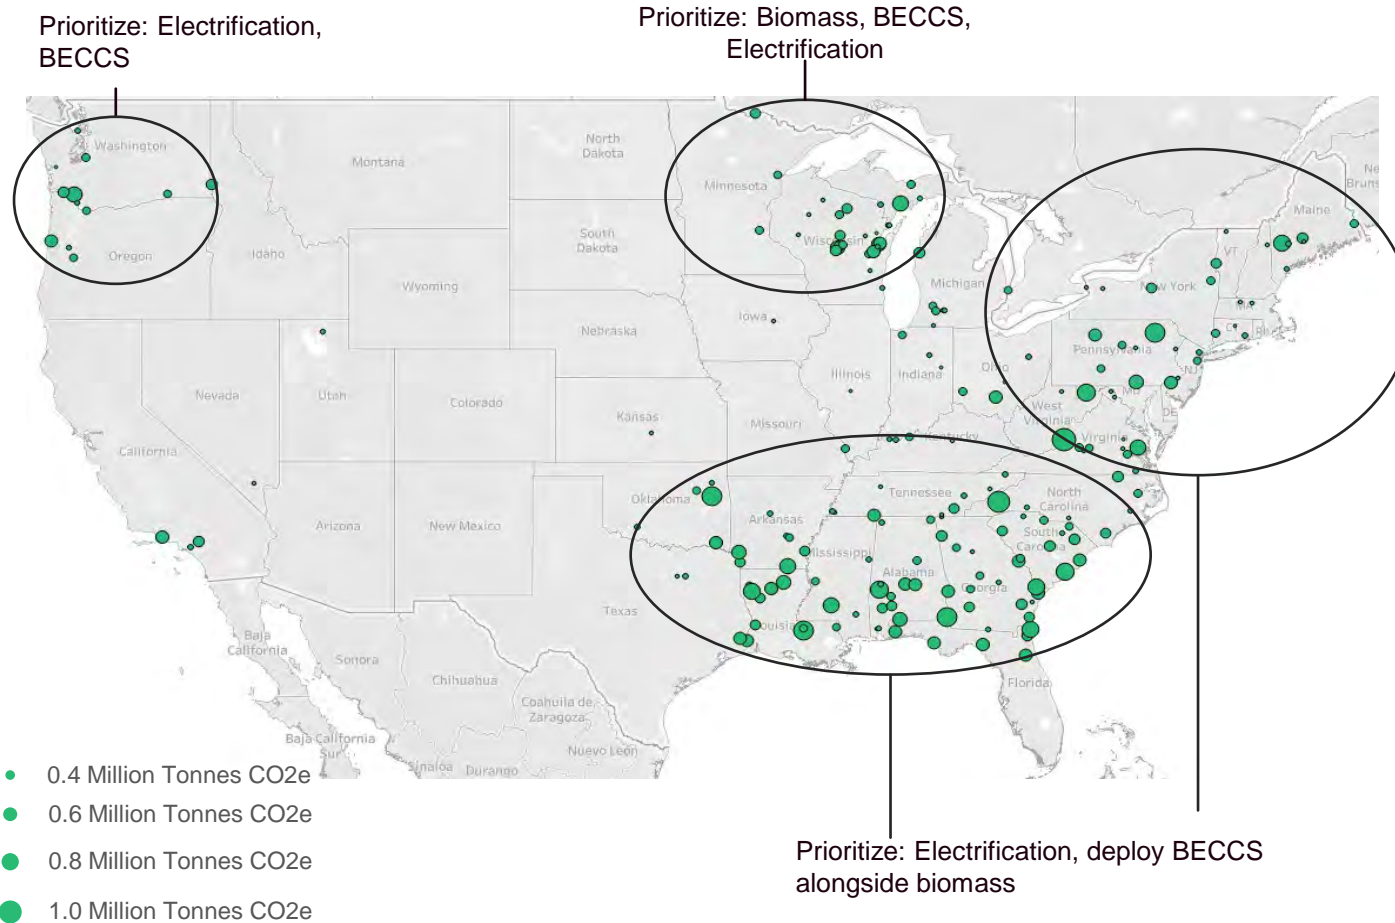 Prioritize: Electrification,
BECCS
Prioritize: Biomass, BECCS,
Electrification
Washington
Montana
North
Dakota
Minnesota
Maine
Oregon
Idaho
South
Dakota
Wisconsin
VT
Wyoming
Michigan
New York
MA
Iowa
Nebraska
Pennsylvania
Illinois
Indiana
Ohio
NJ
Nevada
Utah
Colorado
MD
West
Virginia
DE
Kansas
Missouri
Virginia
Kentucky
California
Oklahoma
Tennessee
North
Carolina
Arizona
New Mexico
Arkansas
South
Carolina
Mississippi
Alabama
Georgia
Texas
Louisia
Baja
California
Sonora
Chihuahua
Florida
Coahuila de
Zaragoza
Baja California
Sur
Sinaloa
Durango
Nuevo León
0.4 Million Tonnes CO2e
0.6 Million Tonnes CO2e
0.8 Million Tonnes CO2e
1.0 Million Tonnes CO2e
Prioritize: Electrification, deploy BECCS
alongside biomass